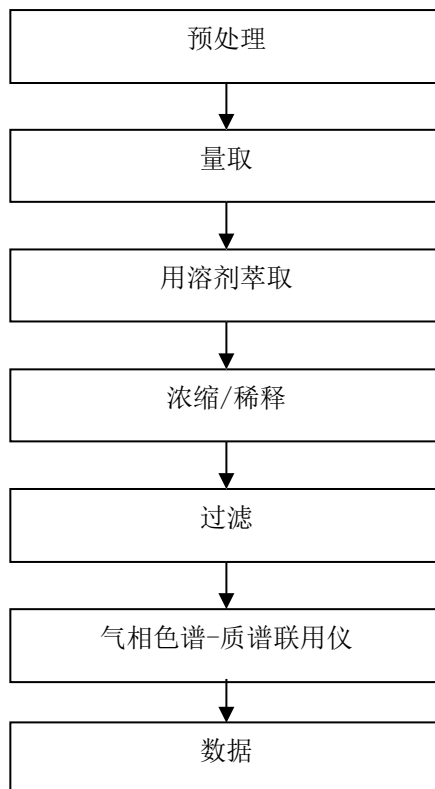 预处理
量取
用溶剂萃取
浓缩/稀释
过滤
气相色谱-质谱联用仪
数据